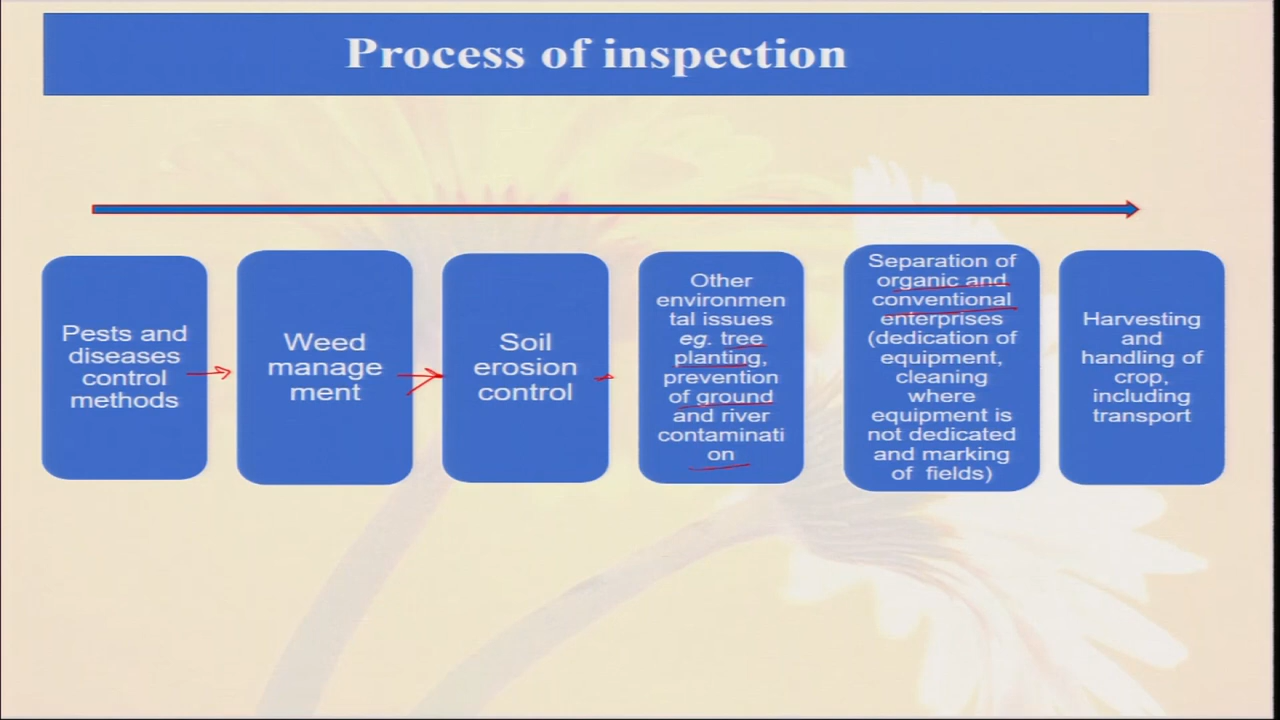 Process of inspection
Pests and
diseases
control
methods
Weed
manage
ment
Soil
erosion
control
Other
environmen
tal issues
eg. tree
planting,
prevention
of ground
and river
contaminati
on
Separation of
organic and
conventional
enterprises
(dedication of
equipment,
cleaning
where
equipment is
not dedicated
and marking
of fields)
Harvesting
and
handling of
crop,
including
transport